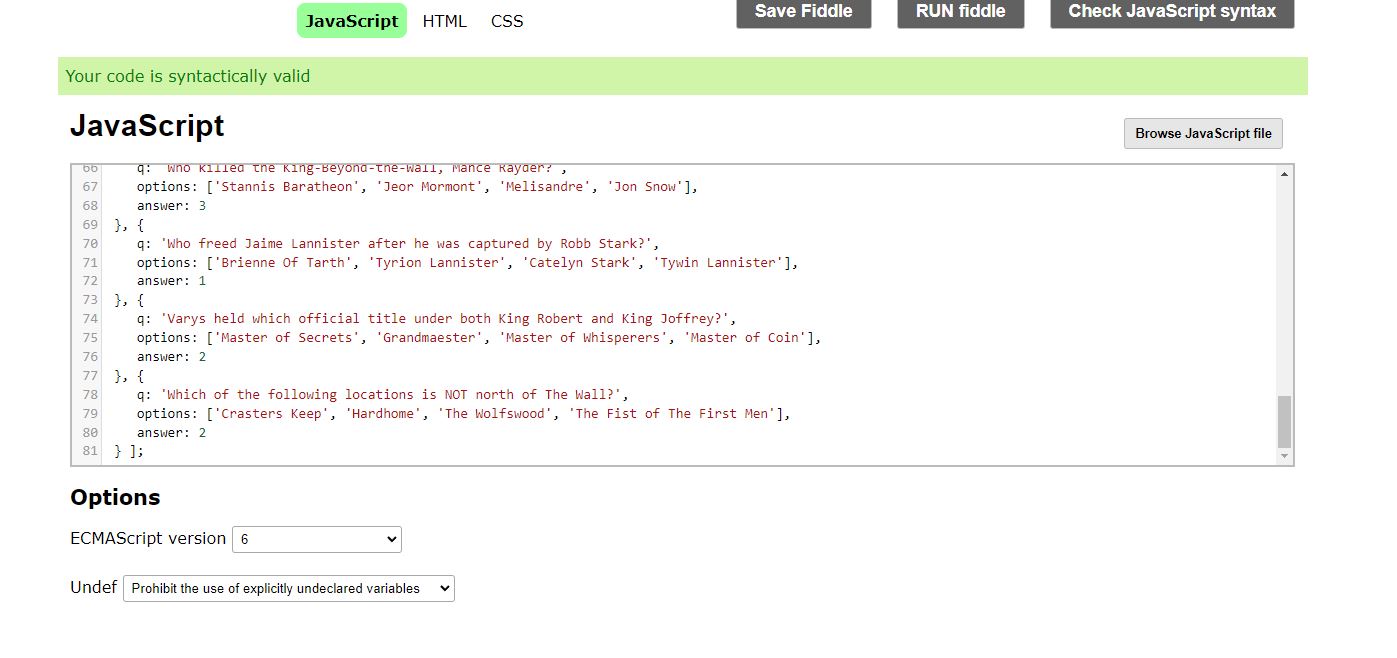 JavaScript HTML CSS Save Fiddle RUN fiddle Check JavaScript syntax
Your code is syntactically valid
JavaScript
Browse JavaScript file
66 q: 'Who killed the King-Beyond-the-Wall, Mance Rayder?',
67 options: ['Stannis Baratheon', 'Jeor Mormont', 'Melisandre', 'Jon Snow'],
68 answer: 3
69 }, {
70 q: 'Who freed Jaime Lannister after he was captured by Robb Stark?',
71 options: ['Brienne Of Tarth', 'Tyrion Lannister', 'Catelyn Stark', 'Tywin Lannister'],
72 answer: 1
73 }, {
74 q: 'Varys held which official title under both King Robert and King Joffrey?',
75 options: ['Master of Secrets', 'Grandmaester', 'Master of Whisperers', 'Master of Coin'],
76 answer: 2
77 }, {
78 q: 'Which of the following locations is NOT north of The Wall?',
79 options: ['Crasters Keep', 'Hardhome', 'The Wolfswood', 'The Fist of The First Men'],
80 answer: 2
81 } ];
Options
ECMAScript version 6
Undef Prohibit the use of explicitly undeclared variables